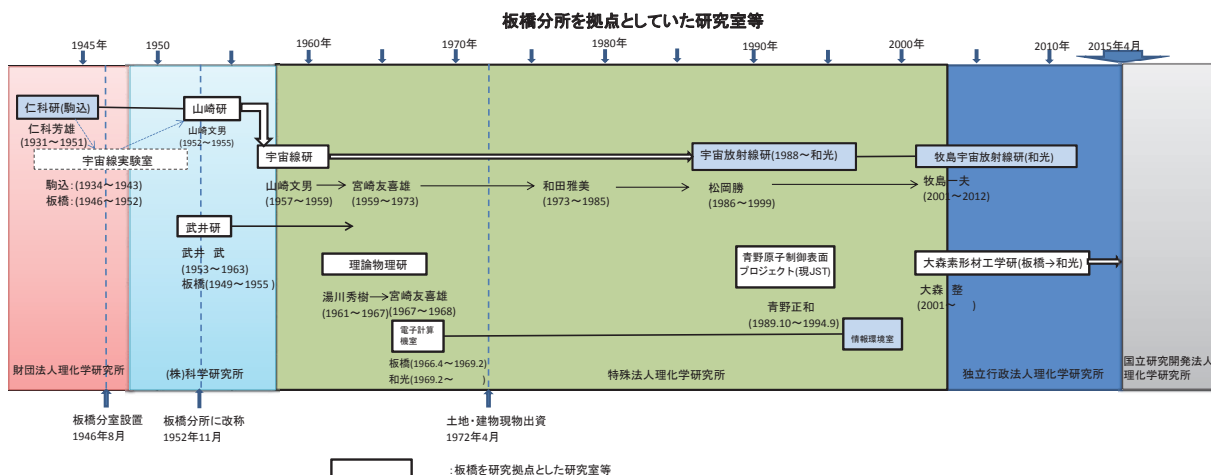 板橋分所を拠点としていた研究室等
1945年
1950
1960年
1970年
1980年
1990年
2000年
2010年
2015年4月
仁科研(駒込)
仁科芳雄
(1931～1951)
宇宙線実験室
駒込：(1934～1943)
板橋：(1946～1952)
山崎研
山崎文男
(1952～1955)
宇宙線研
山崎文男
(1957～1959)
宮崎友喜雄
(1959～1973)
和田雅美
(1973～1985)
宇宙放射線研(1988～和光)
松岡勝
(1986～1999)
牧島宇宙放射線研(和光)
牧島一夫
(2001～2012)
武井研
武井 武
(1953～1963)
板橋(1949～1955 )
理論物理研
湯川秀樹
(1961～1967)
宮崎友喜雄
(1967～1968)
電子計算
機室
板橋(1966.4～1969.2)
和光(1969.2～ )
青野原子制御表面
プロジェクト(現JST)
青野正和
(1989.10～1994.9)
情報環境室
大森素形材工学研(板橋→和光)
大森 整
(2001～ )
財団法人理化学研究所
(株)科学研究所
特殊法人理化学研究所
独立行政法人理化学研究所
国立研究開発法人
理化学研究所
板橋分室設置
1946年8月
板橋分所に改称
1952年11月
土地・建物現物出資
1972年4月
：板橋を研究拠点とした研究室等